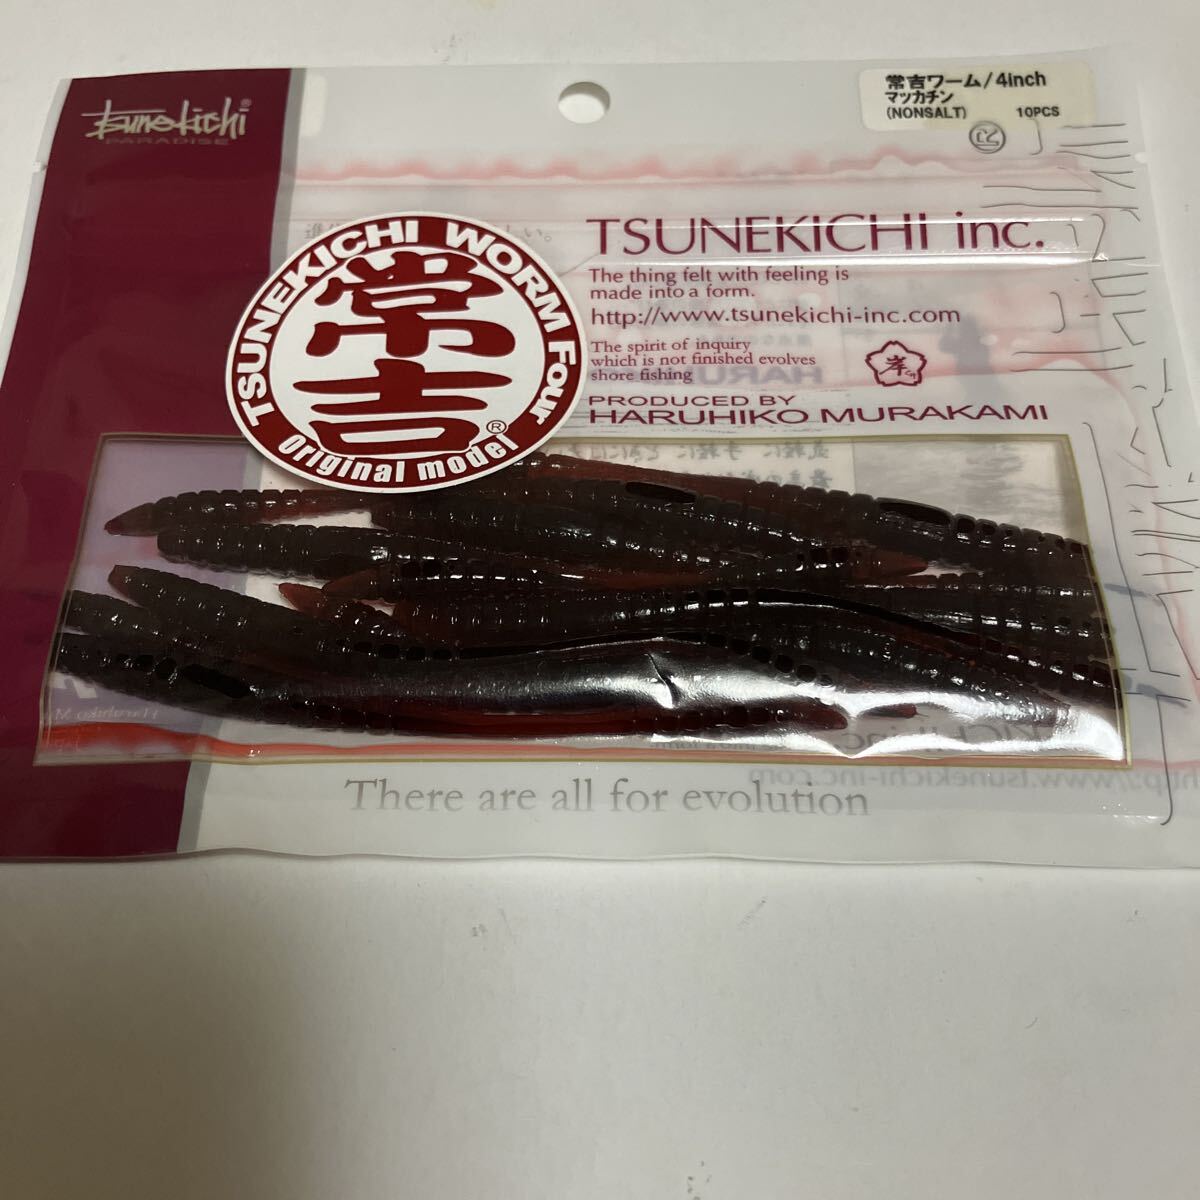 tsunekichi®
PARADISE
常吉ワーム/4inch
マッカチン
(NONSALT) 10PCS
TSUNEKICHI inc.
The thing felt with feeling is
made into a form.
http://www.tsunekichi-inc.com
The spirit of inquiry
which is not finished evolves
shore fishing
PRODUCED BY
HARUHIKO MURAKAMI
TSUNEKICHI WORM Four
常吉®
Original model
There are all for evolution